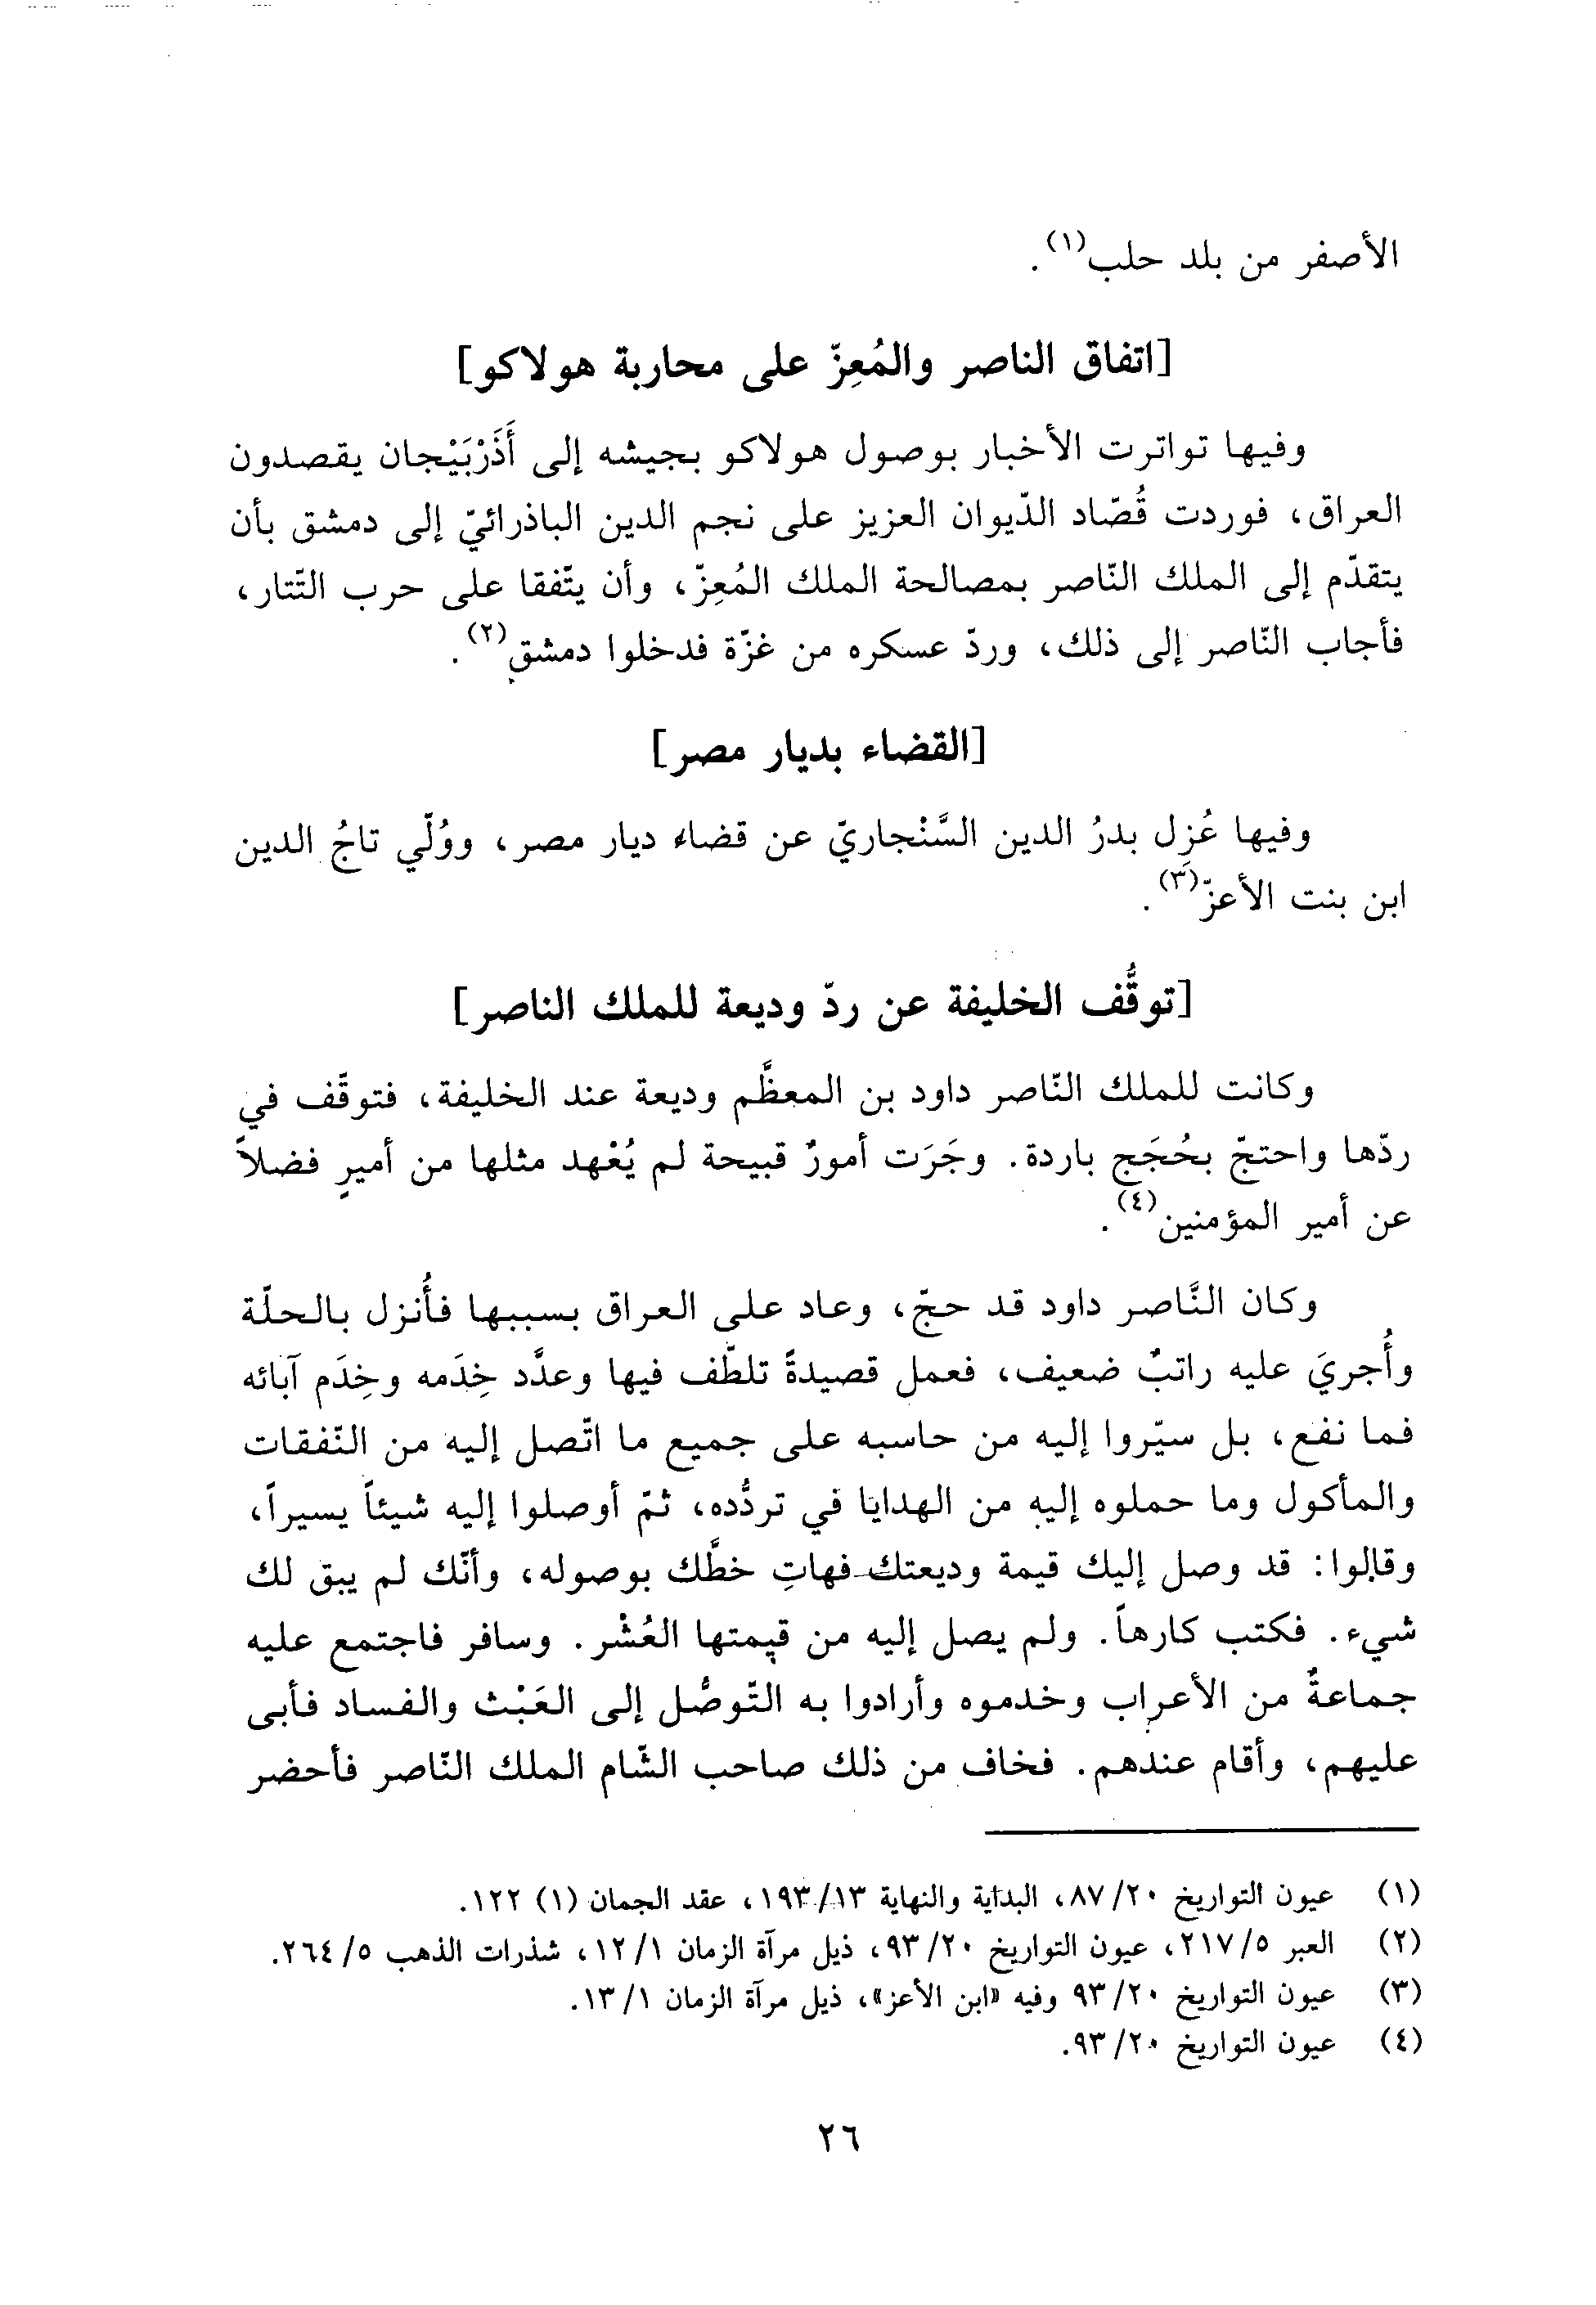 الأصفر من بلد حلب(١).
[اتفاق الناصر والمُعِزّ على محاربة هولاكو]
وفيها تواترت الأخبار بوصول هولاكو بجيشه إلى أَذَرْبَيْجان يقصدون
العراق، فوردت قُصّاد الدّيوان العزيز على نجم الدين الباذرائيّ إلى دمشق بأن
يتقدّم إلى الملك النّاصر بمصالحة الملك المُعِزّ، وأن يتّفقا على حرب التّتار،
فأجاب النّاصر إلى ذلك، وردّ عسكره من غزّة فدخلوا دمشق(٢).
[القضاء بديار مصر]
وفيها عُزِل بدرُ الدين السَّنْجاريّ عن قضاء ديار مصر، ووُلّي تاجُ الدين
ابن بنت الأعزّ(٣).
[توقُّف الخليفة عن ردّ وديعة للملك الناصر]
وكانت للملك النّاصر داود بن المعظَّم وديعة عند الخليفة، فتوقَّف في
ردّها واحتجّ بحُجَج باردة. وجَرَت أمورٌ قبيحة لم يُعْهد مثلها من أميرٍ فضلاً
عن أمير المؤمنين(٤).
وكان النَّاصر داود قد حجّ، وعاد على العراق بسببها فأُنزل بالحلّة
وأُجريَ عليه راتبٌ ضعيف، فعمل قصيدةً تلطّف فيها وعدَّد خِدَمه وخِدَم آبائه
فما نفع، بل سيّروا إليه من حاسبه على جميع ما اتّصل إليه من النّفقات
والمأكول وما حملوه إليه من الهدايا في تردُّده، ثمّ أوصلوا إليه شيئاً يسيراً،
وقالوا: قد وصل إليك قيمة وديعتك فهاتِ خطَّك بوصوله، وأنّك لم يبق لك
شيء. فكتب كارهاً. ولم يصل إليه من قيمتها العُشْر. وسافر فاجتمع عليه
جماعةٌ من الأعراب وخدموه وأرادوا به التّوصُّل إلى العَبْث والفساد فأبى
عليهم، وأقام عندهم. فخاف من ذلك صاحب الشّام الملك النّاصر فأحضر
(١) عيون التواريخ ٢٠/ ٨٧، البداية والنهاية ١٣/ ١٩٣، عقد الجمان (١) ١٢٢.
(٢) العبر ٥/ ٢١٧، عيون التواريخ ٢٠/ ٩٣، ذيل مرآة الزمان ١/ ١٢، شذرات الذهب ٥/ ٢٦٤.
(٣) عيون التواريخ ٢٠/ ٩٣ وفيه «ابن الأعز»، ذيل مرآة الزمان ١/ ١٣.
(٤) عيون التواريخ ٢٠/ ٩٣.
٢٦